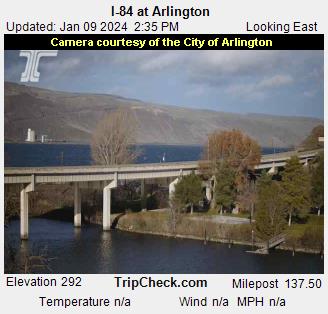 I-84 at Arlington
Updated: Jan 09 2024 2:35 PM Looking East
Camera courtesy of the City of Arlington
Elevation 292 TripCheck.com Milepost 137.50
Temperature n/a Wind n/a MPH n/a